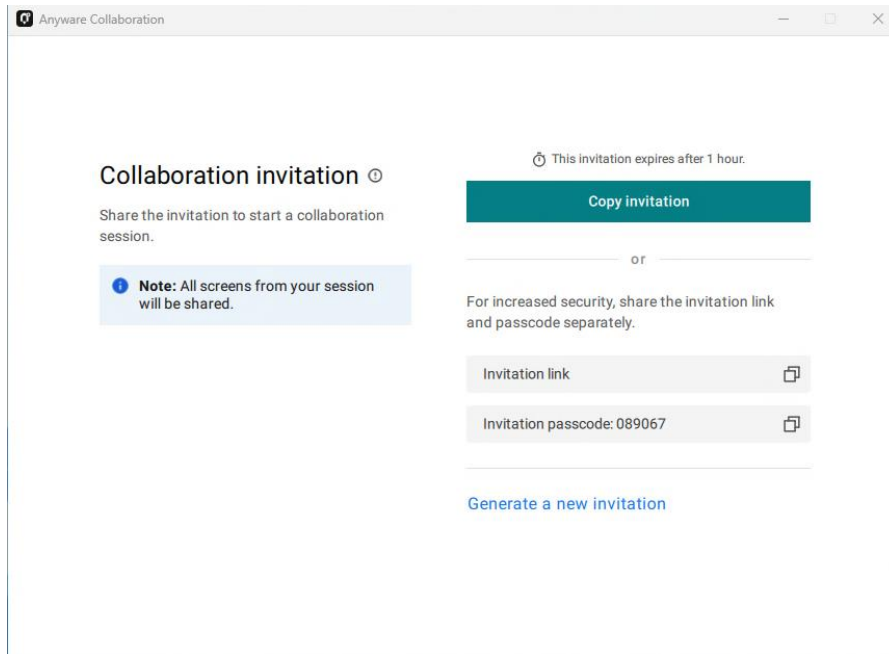 Anyware Collaboration
Collaboration invitation
Share the invitation to start a collaboration
session.
Note: All screens from your session
will be shared.
This invitation expires after 1 hour.
Copy invitation
or
For increased security, share the invitation link
and passcode separately.
Invitation link
Invitation passcode: 089067
Generate a new invitation